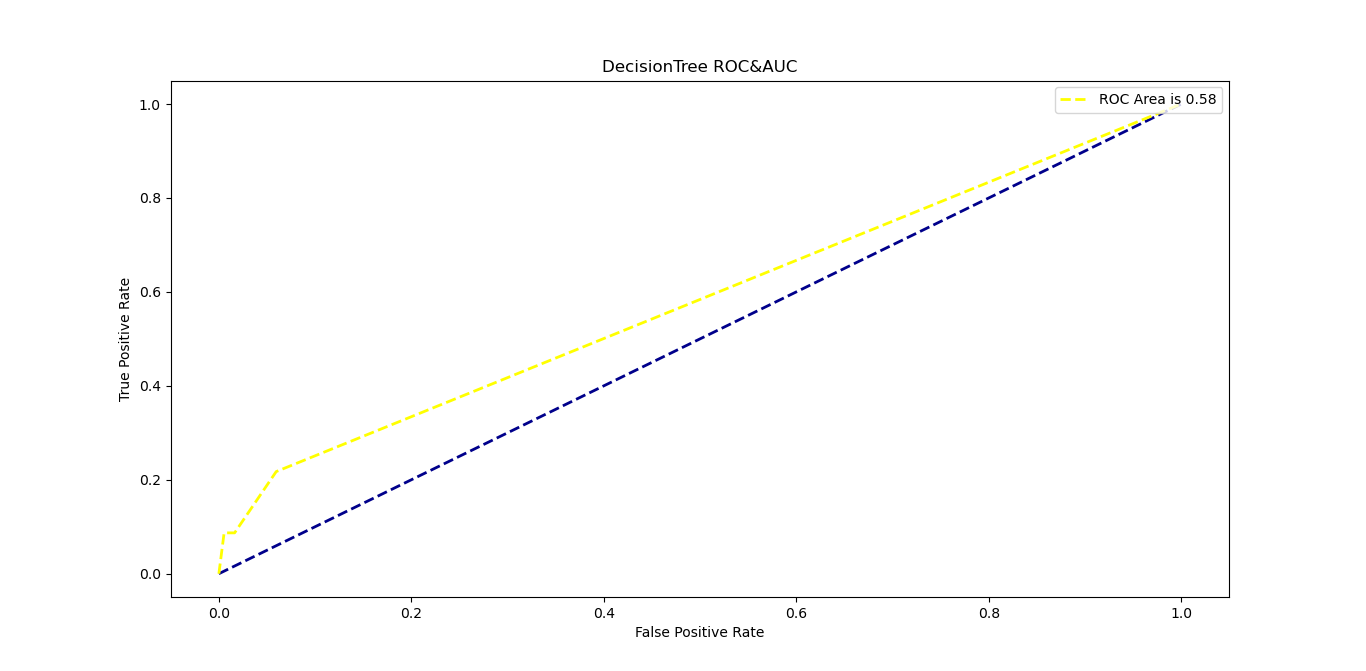 DecisionTree ROC&AUC
ROC Area is 0.58
True Positive Rate
1.0
0.8
0.6
0.4
0.2
0.0
0.0 0.2 0.4 0.6 0.8 1.0
False Positive Rate